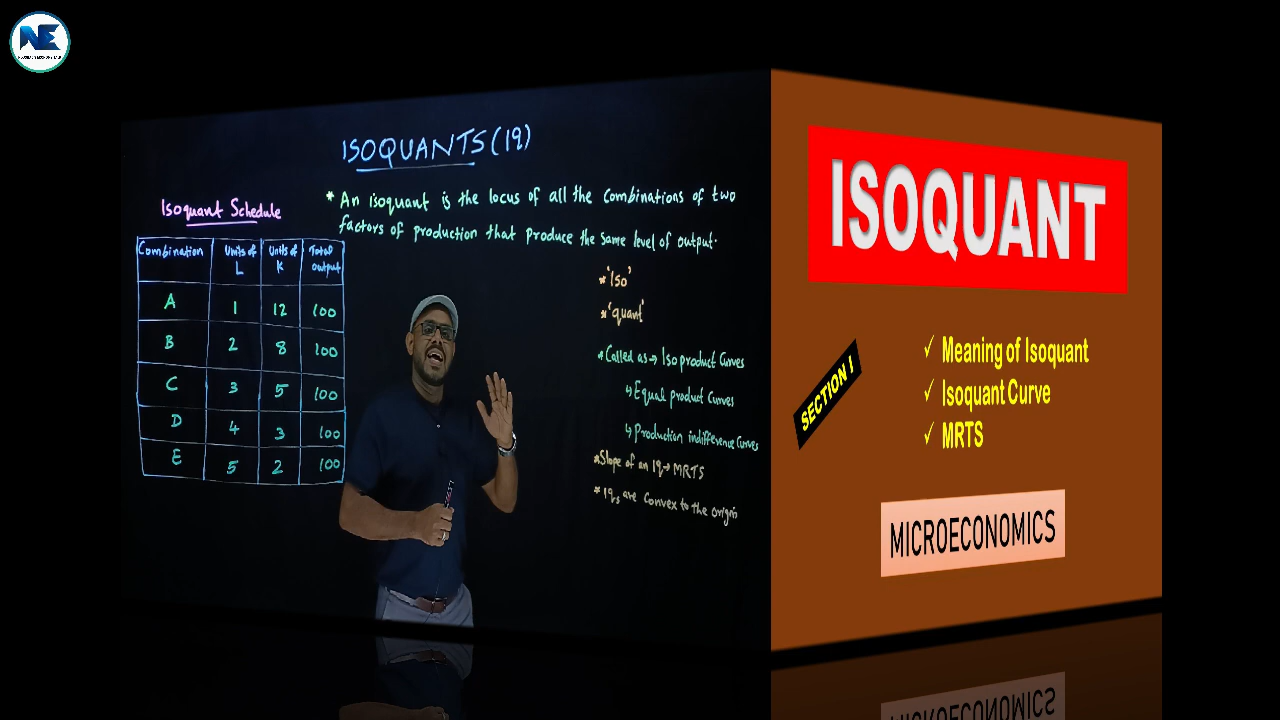 NE
ISOQUANTS (IQ)
Isoquant Schedule
* An isoquant is the locus of all the combinations of two
factors of production that produce the same level of output.
Combination Units of L Units of K Total output
A 1 12 100
B 2 8 100
C 3 5 100
D 4 3 100
E 5 2 100
* 'Iso'
* 'quant'
* Called as → Iso product Curves
↳ Equal product Curves
↳ Production indifference Curves
* Slope of an IQ → MRTS
* IQs are Convex to the origin
ISOQUANT
SECTION I
✓ Meaning of Isoquant
✓ Isoquant Curve
✓ MRTS
MICROECONOMICS
MICROECONOMICS